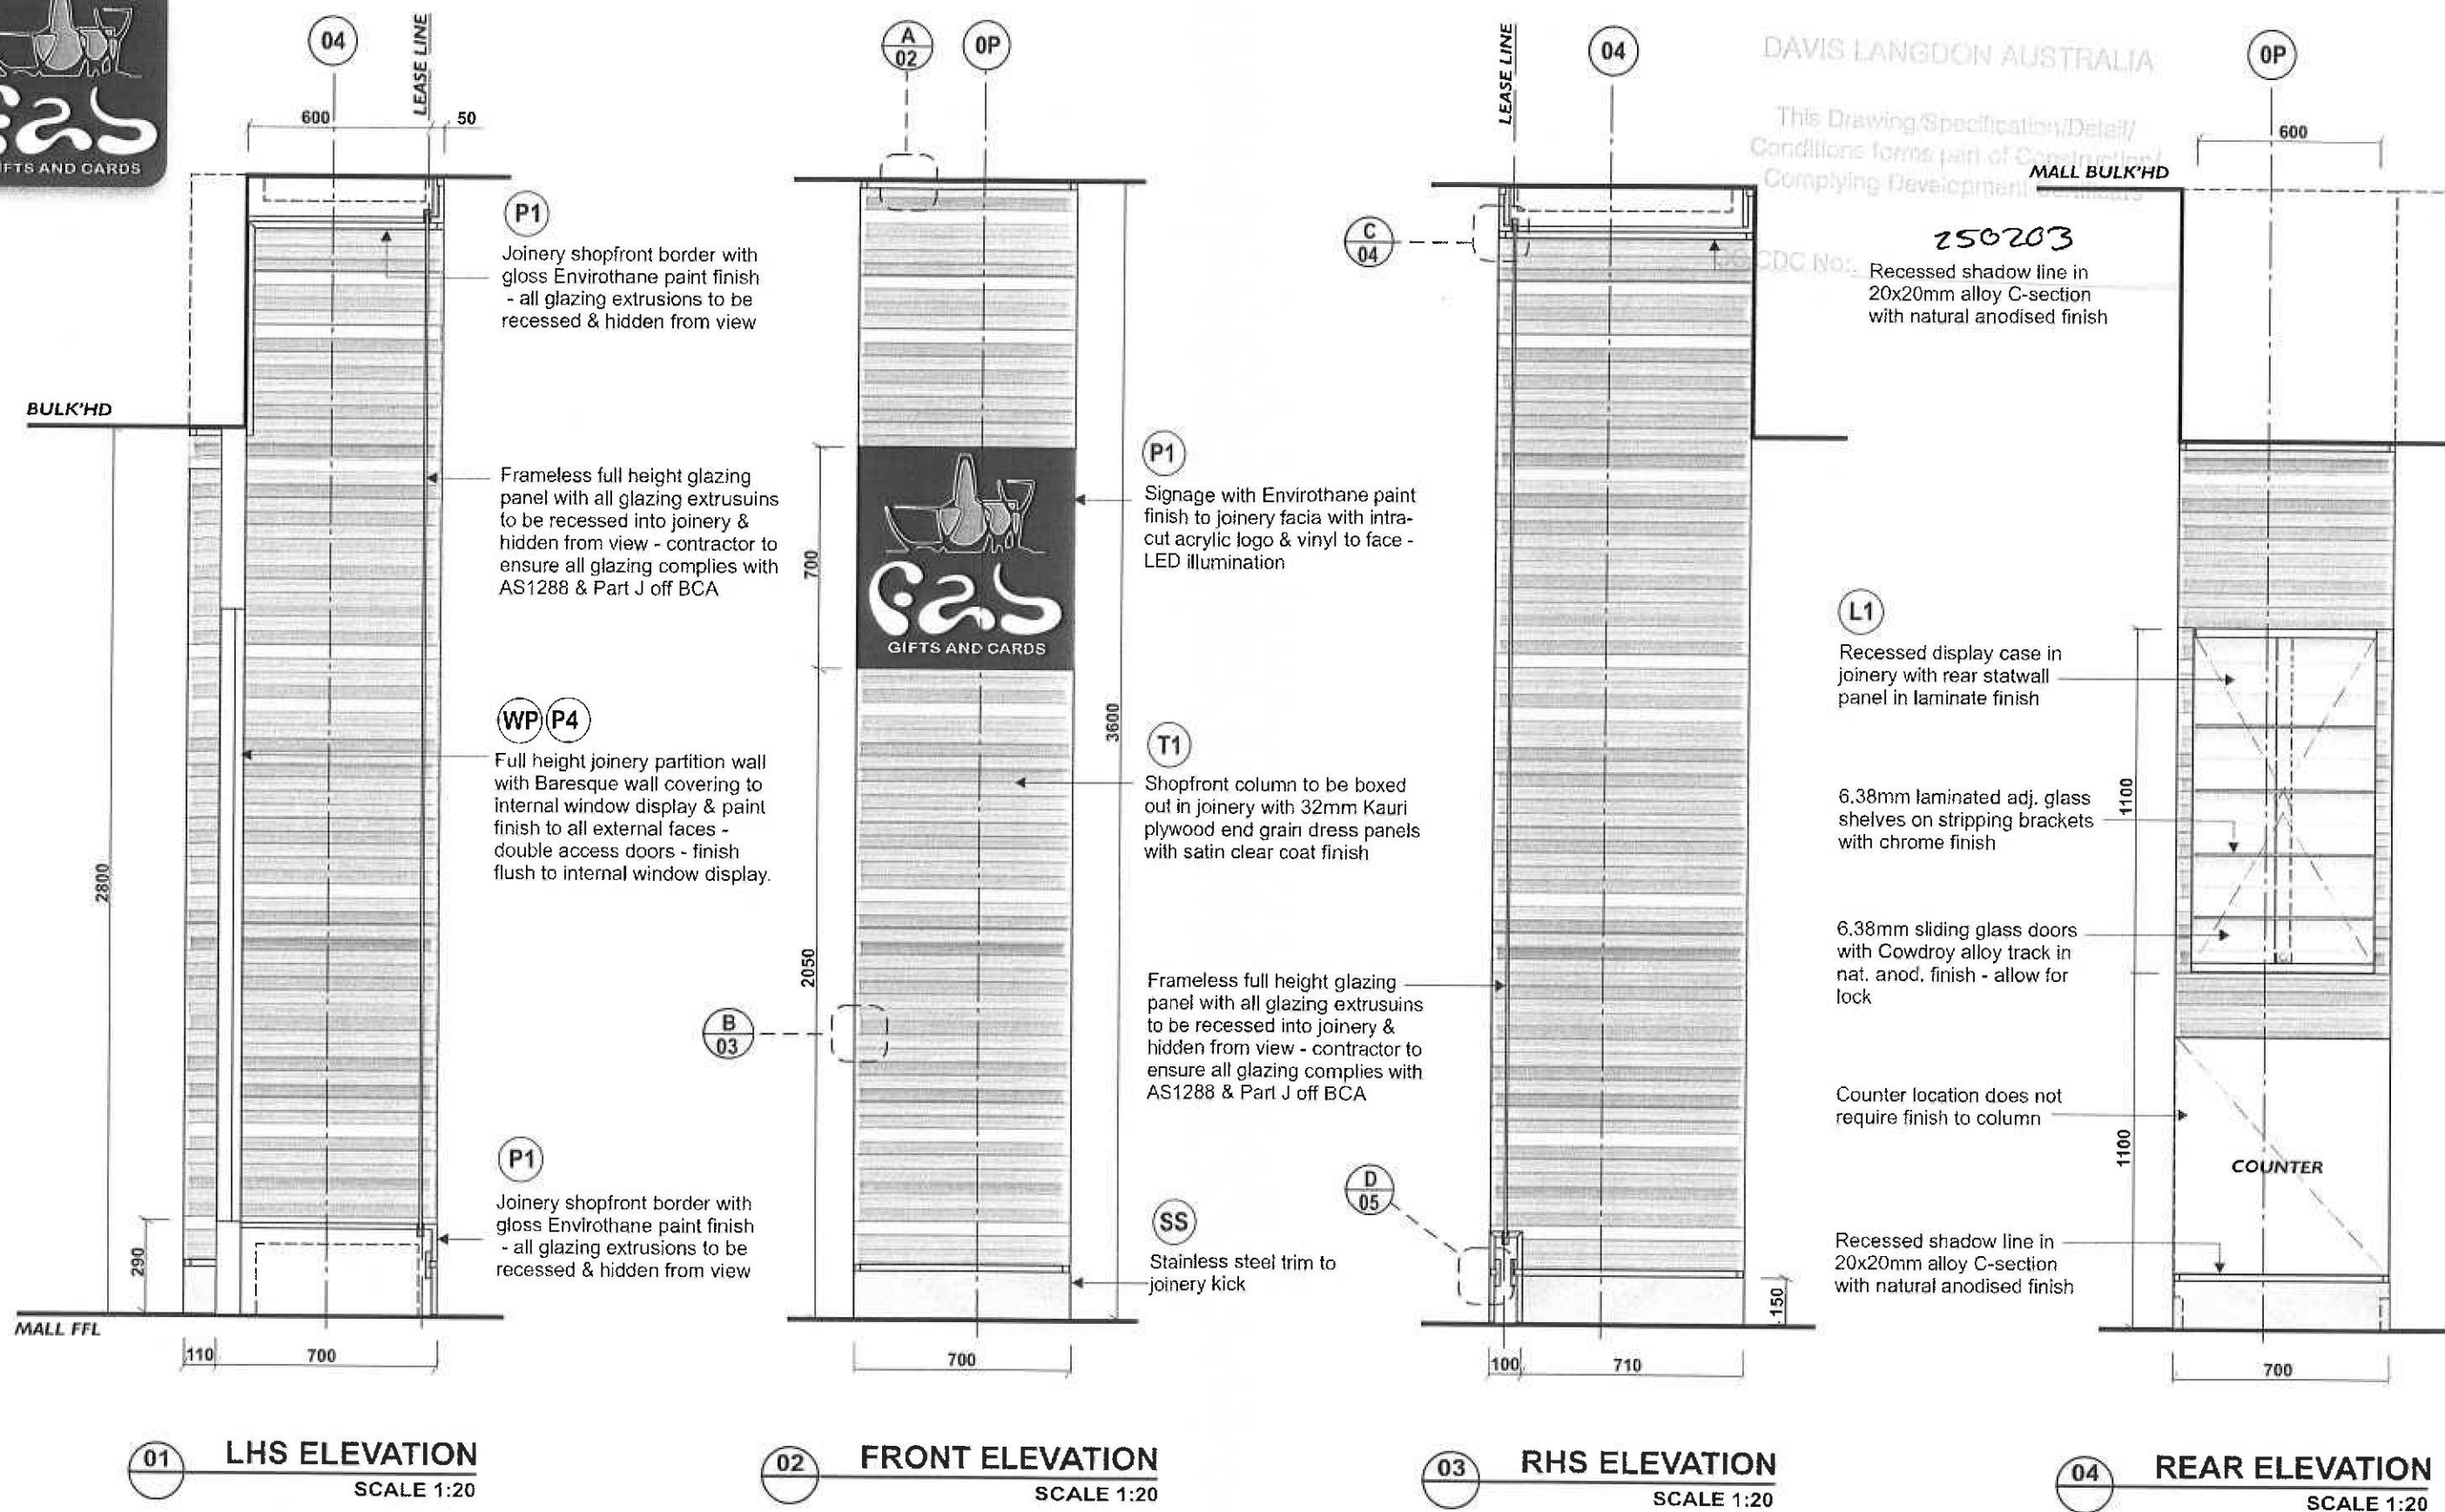 fab
GIFTS AND CARDS
04
LEASE LINE
600
50
P1
Joinery shopfront border with
gloss Envirothane paint finish
- all glazing extrusions to be
recessed & hidden from view
BULK'HD
Frameless full height glazing
panel with all glazing extrusuins
to be recessed into joinery &
hidden from view - contractor to
ensure all glazing complies with
AS1288 & Part J off BCA
WP P4
Full height joinery partition wall
with Baresque wall covering to
internal window display & paint
finish to all external faces -
double access doors - finish
flush to internal window display.
2800
P1
Joinery shopfront border with
gloss Envirothane paint finish
- all glazing extrusions to be
recessed & hidden from view
290
MALL FFL
110
700
01
LHS ELEVATION
SCALE 1:20
A
02
0P
700
fab
GIFTS AND CARDS
P1
Signage with Envirothane paint
finish to joinery facia with intra-
cut acrylic logo & vinyl to face -
LED illumination
3600
T1
Shopfront column to be boxed
out in joinery with 32mm Kauri
plywood end grain dress panels
with satin clear coat finish
2050
B
03
SS
Stainless steel trim to
joinery kick
700
02
FRONT ELEVATION
SCALE 1:20
LEASE LINE
04
C
04
Frameless full height glazing
panel with all glazing extrusuins
to be recessed into joinery &
hidden from view - contractor to
ensure all glazing complies with
AS1288 & Part J off BCA
D
05
150
100
710
03
RHS ELEVATION
SCALE 1:20
DAVIS LANGDON AUSTRALIA
This Drawing/Specification/Detail/
Conditions forms part of Construction/
Complying Development Certificate
CDC No:
250203
0P
600
MALL BULK'HD
Recessed shadow line in
20x20mm alloy C-section
with natural anodised finish
L1
Recessed display case in
joinery with rear statwall
panel in laminate finish
1100
6.38mm laminated adj. glass
shelves on stripping brackets
with chrome finish
6.38mm sliding glass doors
with Cowdroy alloy track in
nat. anod. finish - allow for
lock
Counter location does not
require finish to column
1100
COUNTER
Recessed shadow line in
20x20mm alloy C-section
with natural anodised finish
700
04
REAR ELEVATION
SCALE 1:20